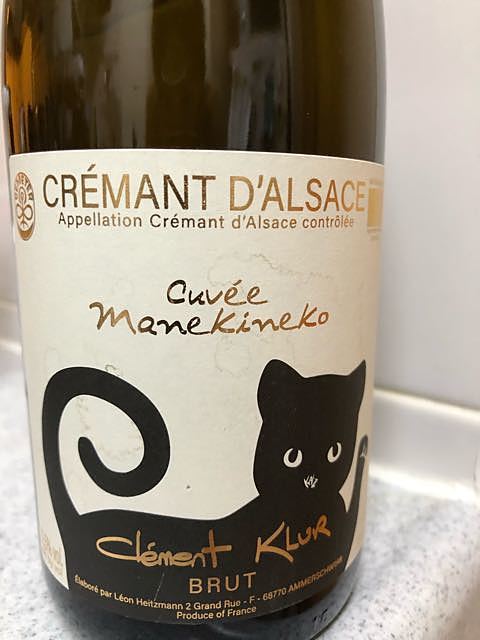 CRÉMANT D'ALSACE
Appellation Crémant d'Alsace contrôlée
Cuvée
Manekineko
Clément KLUR
BRUT
Élaboré par Léon Heitzmann 2 Grand Rue - F - 68770 AMMERSCHWIHR
Produce of France